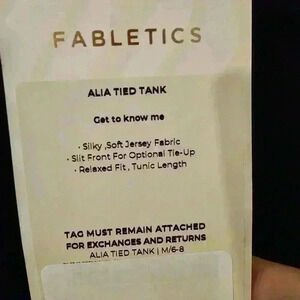 FABLETICS
ALIA TIED TANK
Get to know me
• Silky ,Soft Jersey Fabric
• Slit Front For Optional Tie-Up
• Relaxed Fit , Tunic Length
TAG MUST REMAIN ATTACHED
FOR EXCHANGES AND RETURNS
ALIA TIED TANK | M/6-8